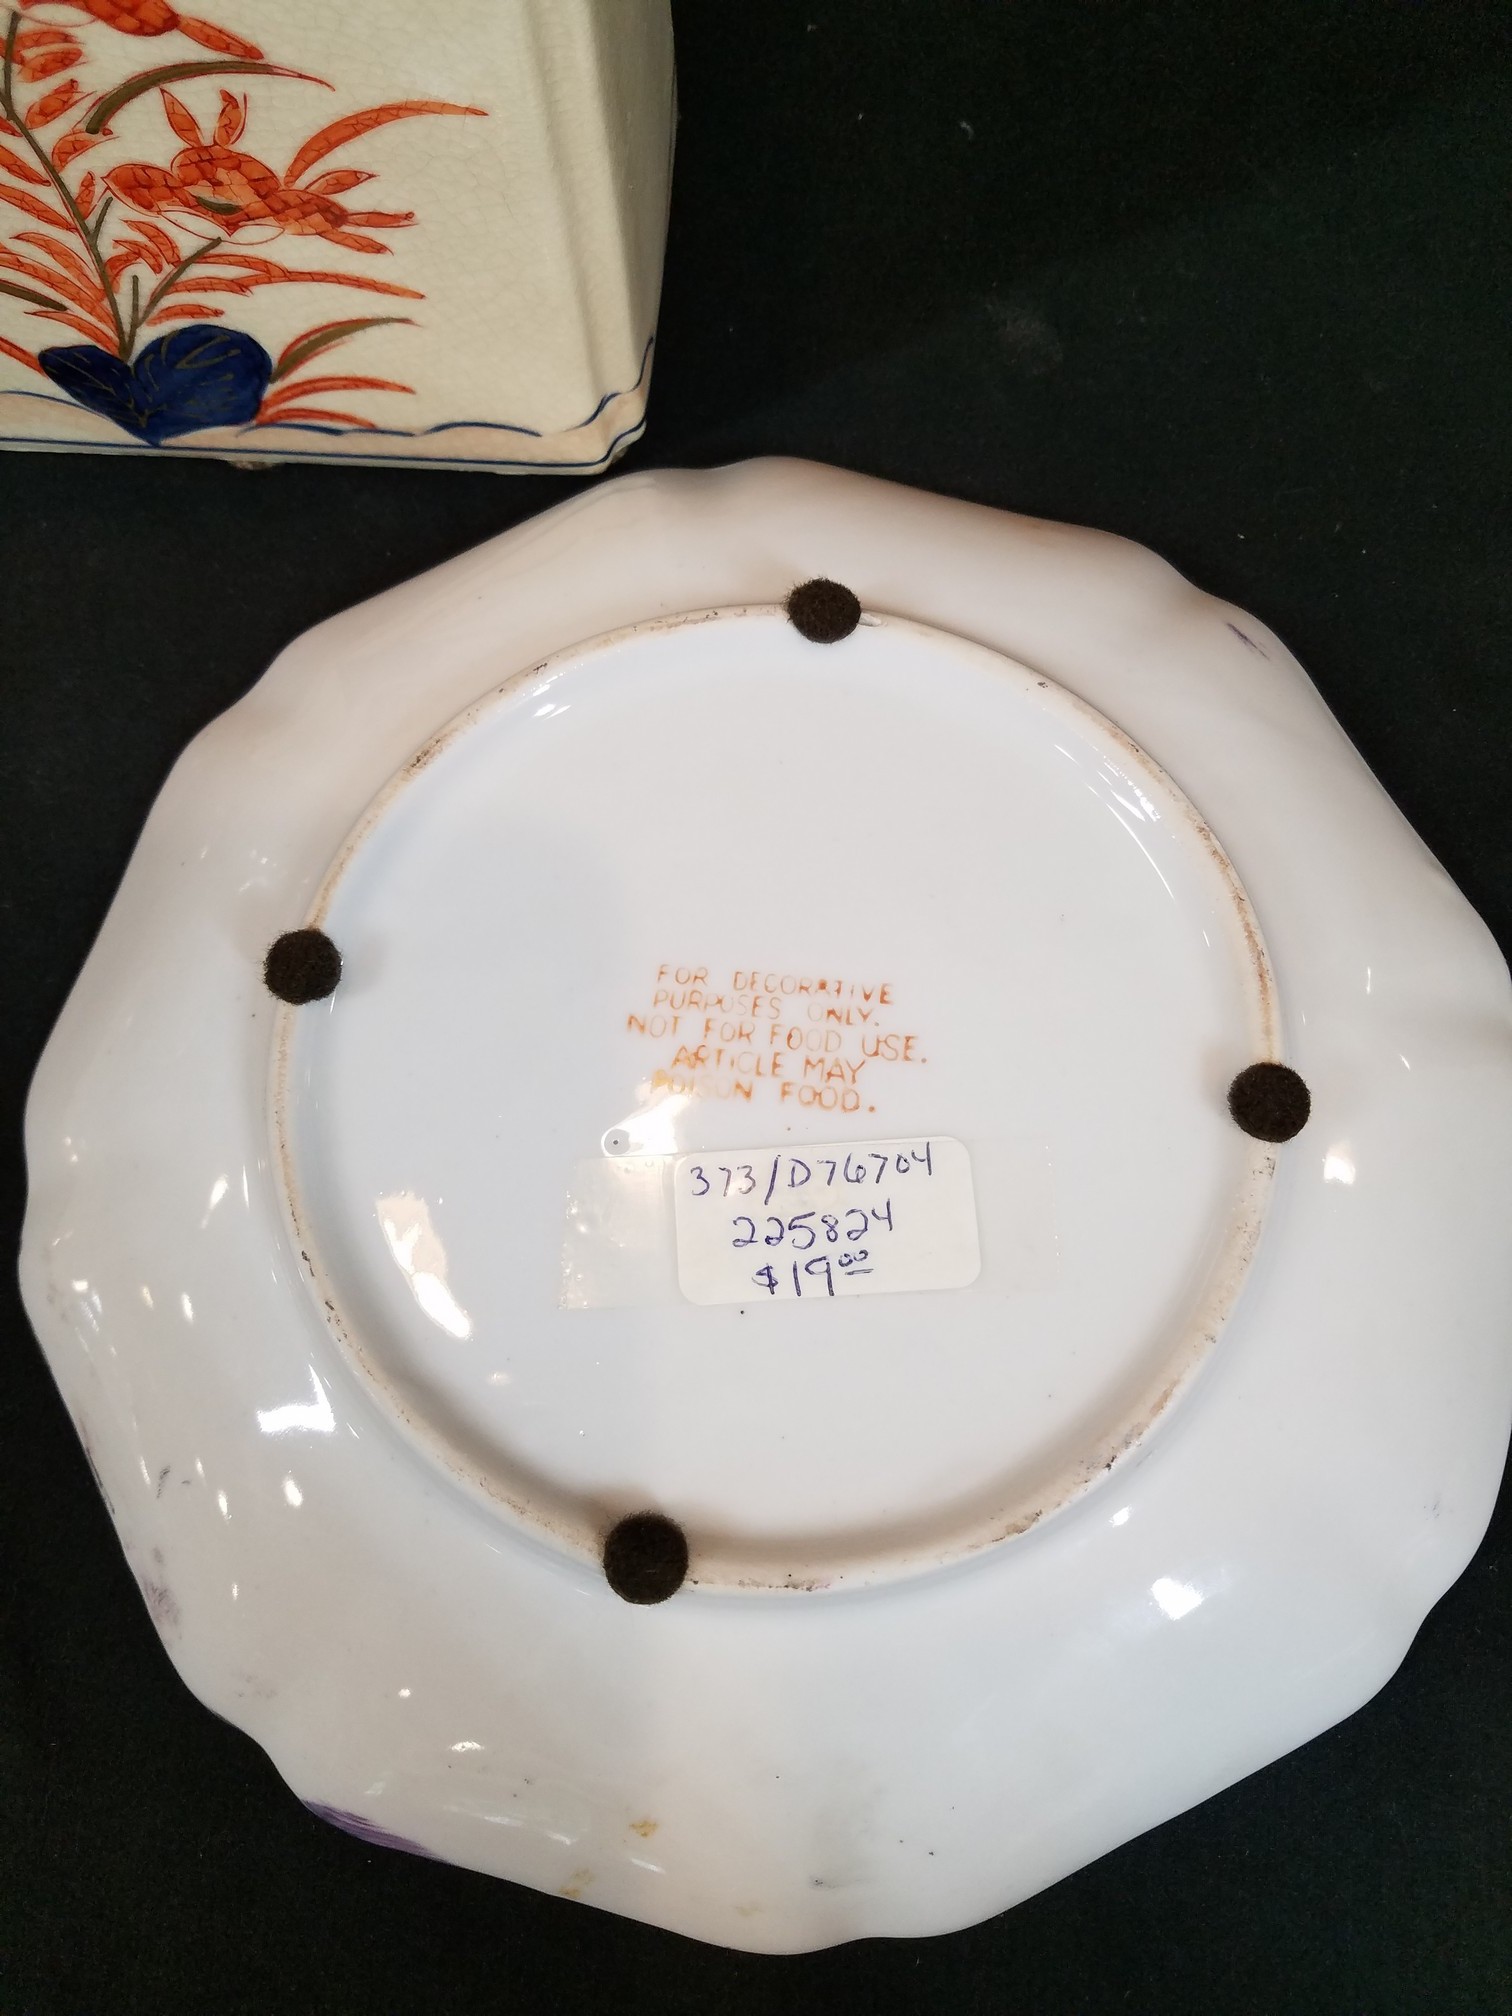 FOR DECORATIVE
PURPOSES ONLY.
NOT FOR FOOD USE.
ARTICLE MAY
POISON FOOD.
373/D76704
225824
$19.00